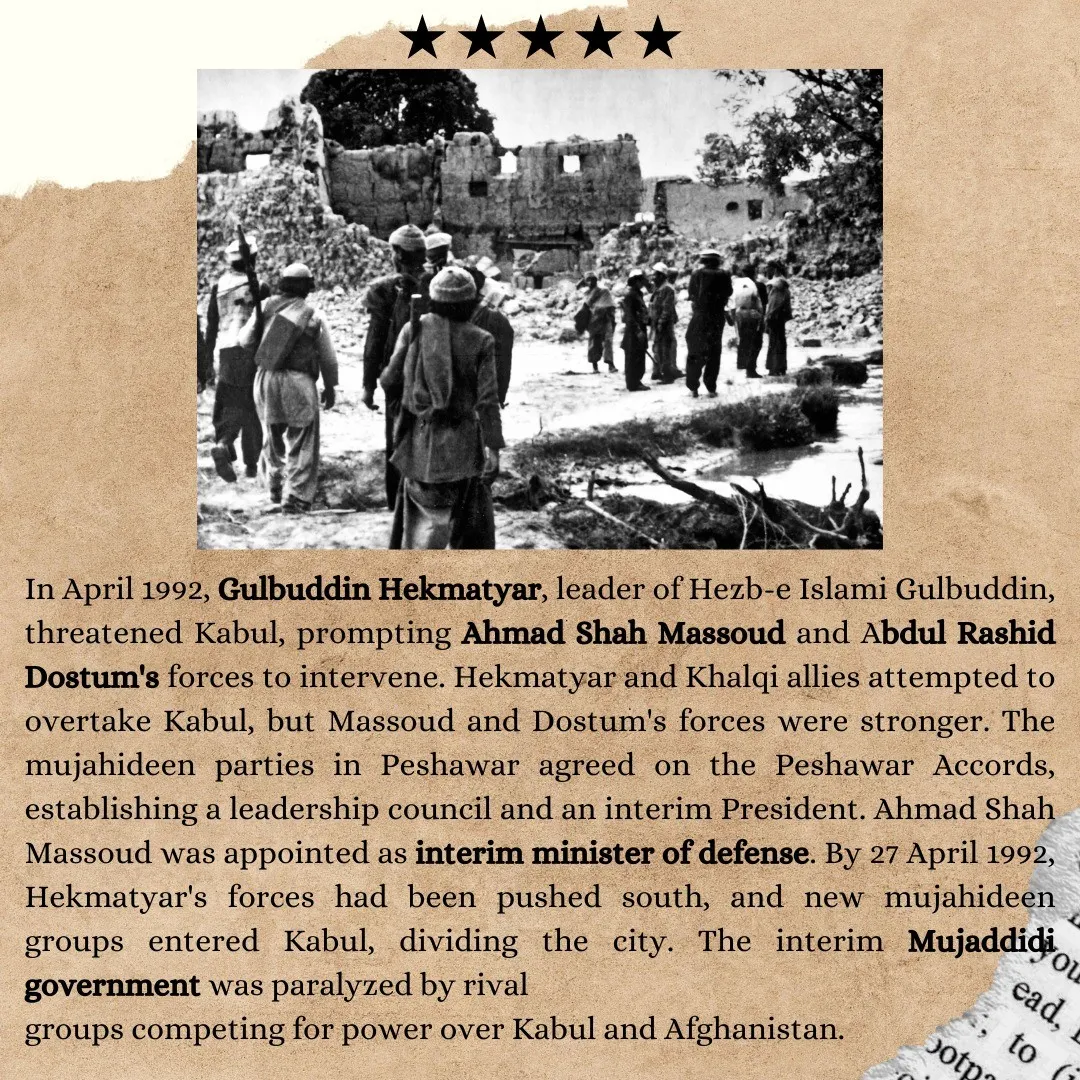 In April 1992, Gulbuddin Hekmatyar, leader of Hezb-e Islami Gulbuddin,
threatened Kabul, prompting Ahmad Shah Massoud and Abdul Rashid
Dostum's forces to intervene. Hekmatyar and Khalqi allies attempted to
overtake Kabul, but Massoud and Dostum's forces were stronger. The
mujahideen parties in Peshawar agreed on the Peshawar Accords,
establishing a leadership council and an interim President. Ahmad Shah
Massoud was appointed as interim minister of defense. By 27 April 1992,
Hekmatyar's forces had been pushed south, and new mujahideen
groups entered Kabul, dividing the city. The interim Mujaddidi
government was paralyzed by rival
groups competing for power over Kabul and Afghanistan.
you
ead,
to